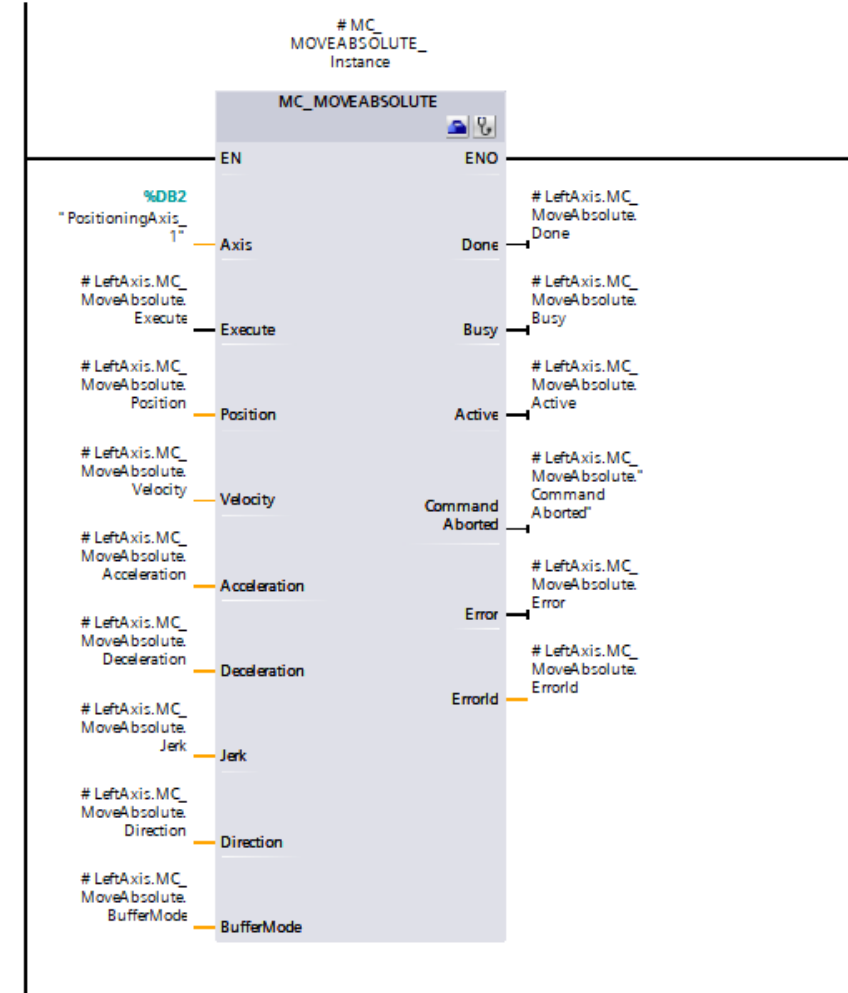 # MC_
MOVEABSOLUTE_
Instance
MC_MOVEABSOLUTE
EN
ENO
%DB2
"PositioningAxis_
1"
Axis
# LeftAxis.MC_
MoveAbsolute.
Done
Done
# LeftAxis.MC_
MoveAbsolute.
Execute
Execute
# LeftAxis.MC_
MoveAbsolute.
Busy
Busy
# LeftAxis.MC_
MoveAbsolute.
Position
Position
# LeftAxis.MC_
MoveAbsolute.
Active
Active
# LeftAxis.MC_
MoveAbsolute.
Velocity
Velocity
# LeftAxis.MC_
MoveAbsolute."
Command
Aborted"
Command
Aborted
# LeftAxis.MC_
MoveAbsolute.
Acceleration
Acceleration
# LeftAxis.MC_
MoveAbsolute.
Error
Error
# LeftAxis.MC_
MoveAbsolute.
Deceleration
Deceleration
# LeftAxis.MC_
MoveAbsolute.
ErrorId
ErrorId
# LeftAxis.MC_
MoveAbsolute.
Jerk
Jerk
# LeftAxis.MC_
MoveAbsolute.
Direction
Direction
# LeftAxis.MC_
MoveAbsolute.
BufferMode
BufferMode